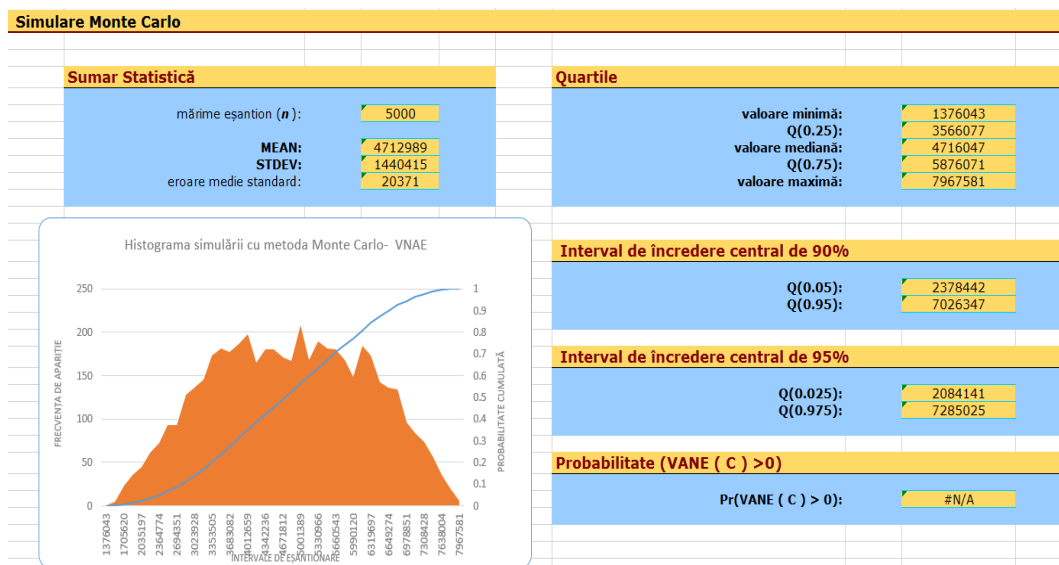 Simulare Monte Carlo
Sumar Statistică
mărime eșantion (n):
5000
MEAN:
4712989
STDEV:
1440415
eroare medie standard:
20371
Quartile
valoare minimă:
1376043
Q(0.25):
3566077
valoare mediană:
4716047
Q(0.75):
5876071
valoare maximă:
7967581
Interval de încredere central de 90%
Q(0.05):
2378442
Q(0.95):
7026347
Interval de încredere central de 95%
Q(0.025):
2084141
Q(0.975):
7285025
Probabilitate (VANE ( C ) >0)
Pr(VANE ( C ) > 0):
#N/A
Histograma simulării cu metoda Monte Carlo- VNAE
FRECVENȚA DE APARIȚIE
250
200
150
100
50
0
1
0.9
0.8
0.7
0.6
0.5
0.4
0.3
0.2
0.1
0
PROBABILITATE CUMULATĂ
1376043
1705620
2035197
2364774
2694351
3023928
3353505
3683082
4012659
4342236
4671812
5001389
5330966
5660543
5990120
6319697
6649274
6978851
7308428
7638004
7967581
INTERVALE DE EȘANTIONARE